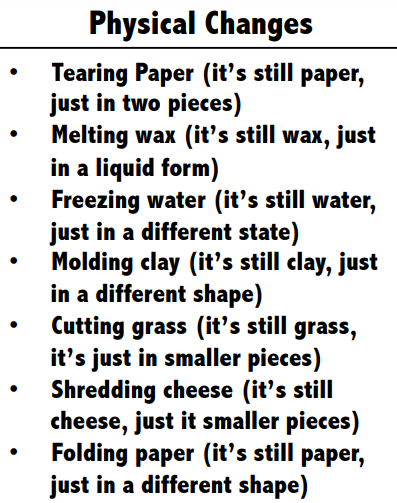 Physical Changes
• Tearing Paper (it's still paper,
just in two pieces)
• Melting wax (it's still wax, just
in a liquid form)
• Freezing water (it's still water,
just in a different state)
• Molding clay (it's still clay, just
in a different shape)
• Cutting grass (it's still grass,
it's just in smaller pieces)
• Shredding cheese (it's still
cheese, just it smaller pieces)
• Folding paper (it's still paper,
just in a different shape)